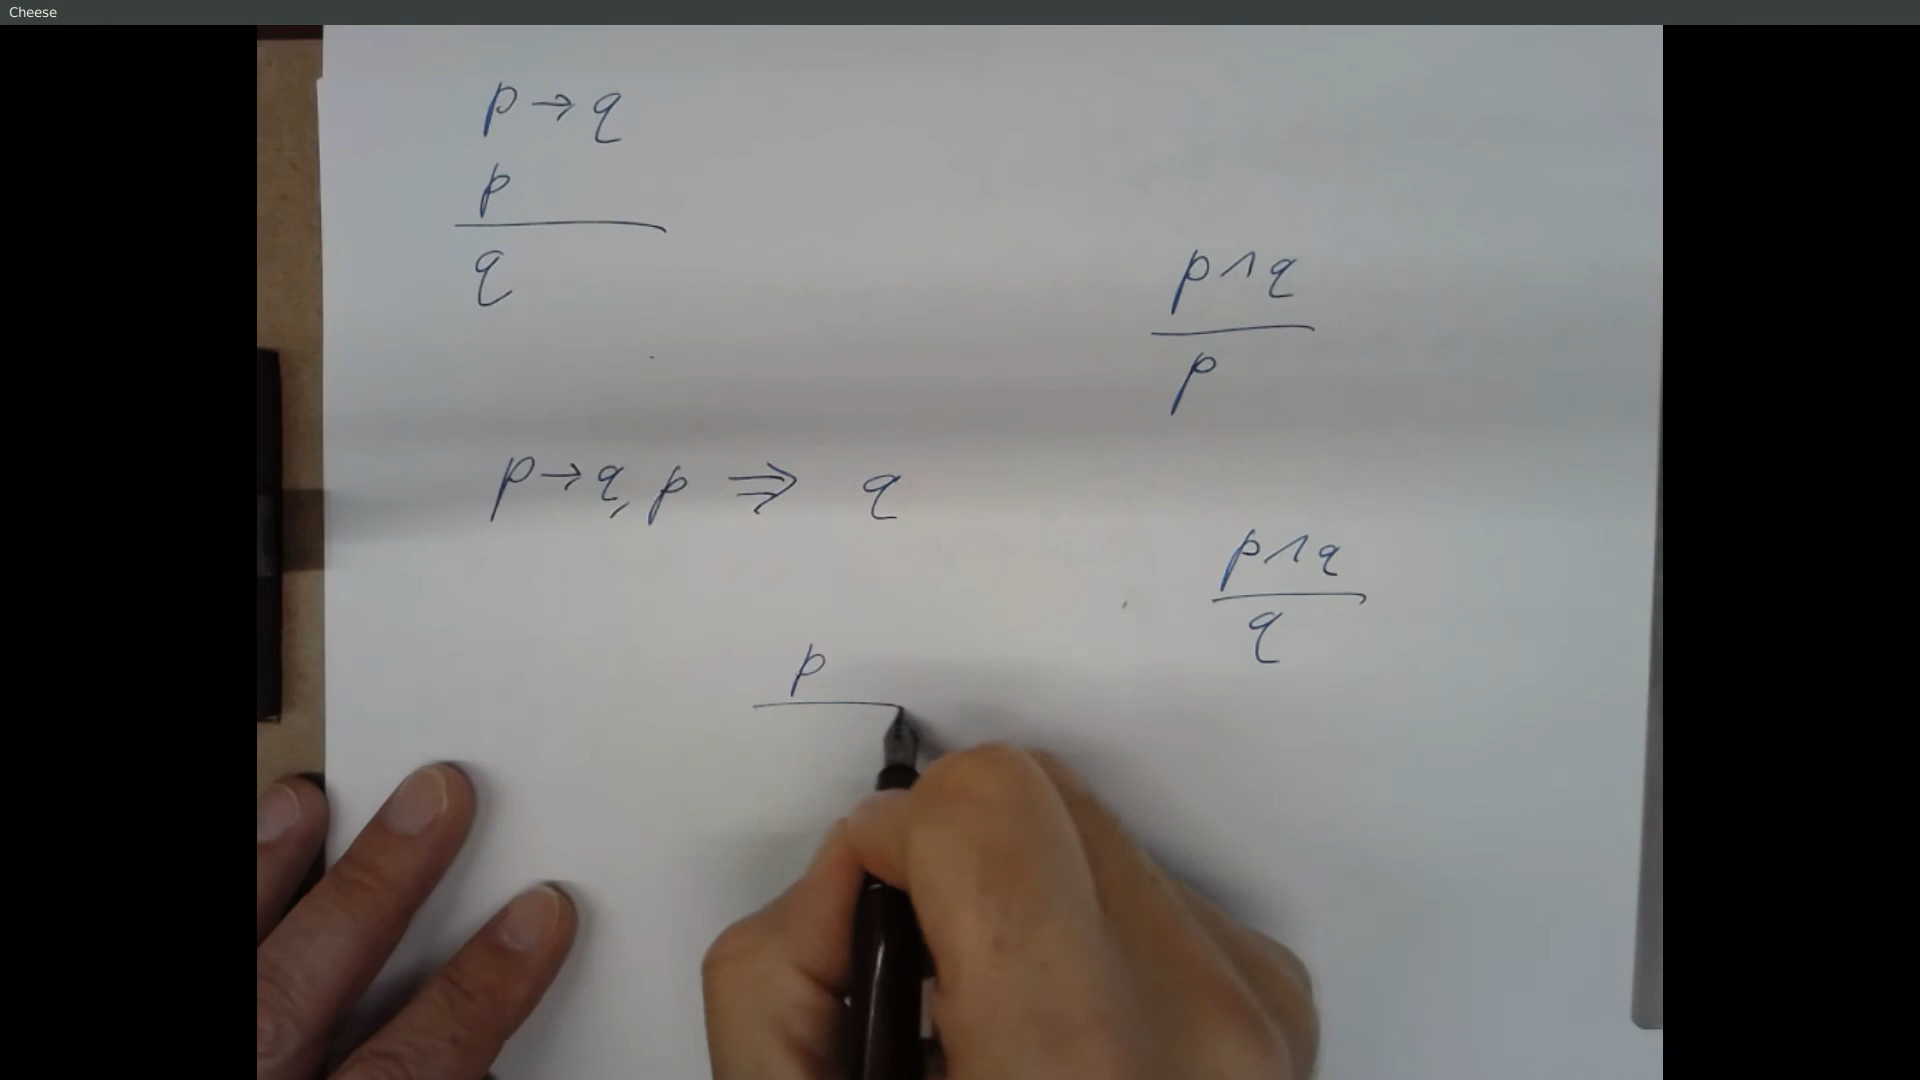 Cheese
p → q
p
q
p ∧ q
p
p → q, p ⇒ q
p ∧ q
q
p